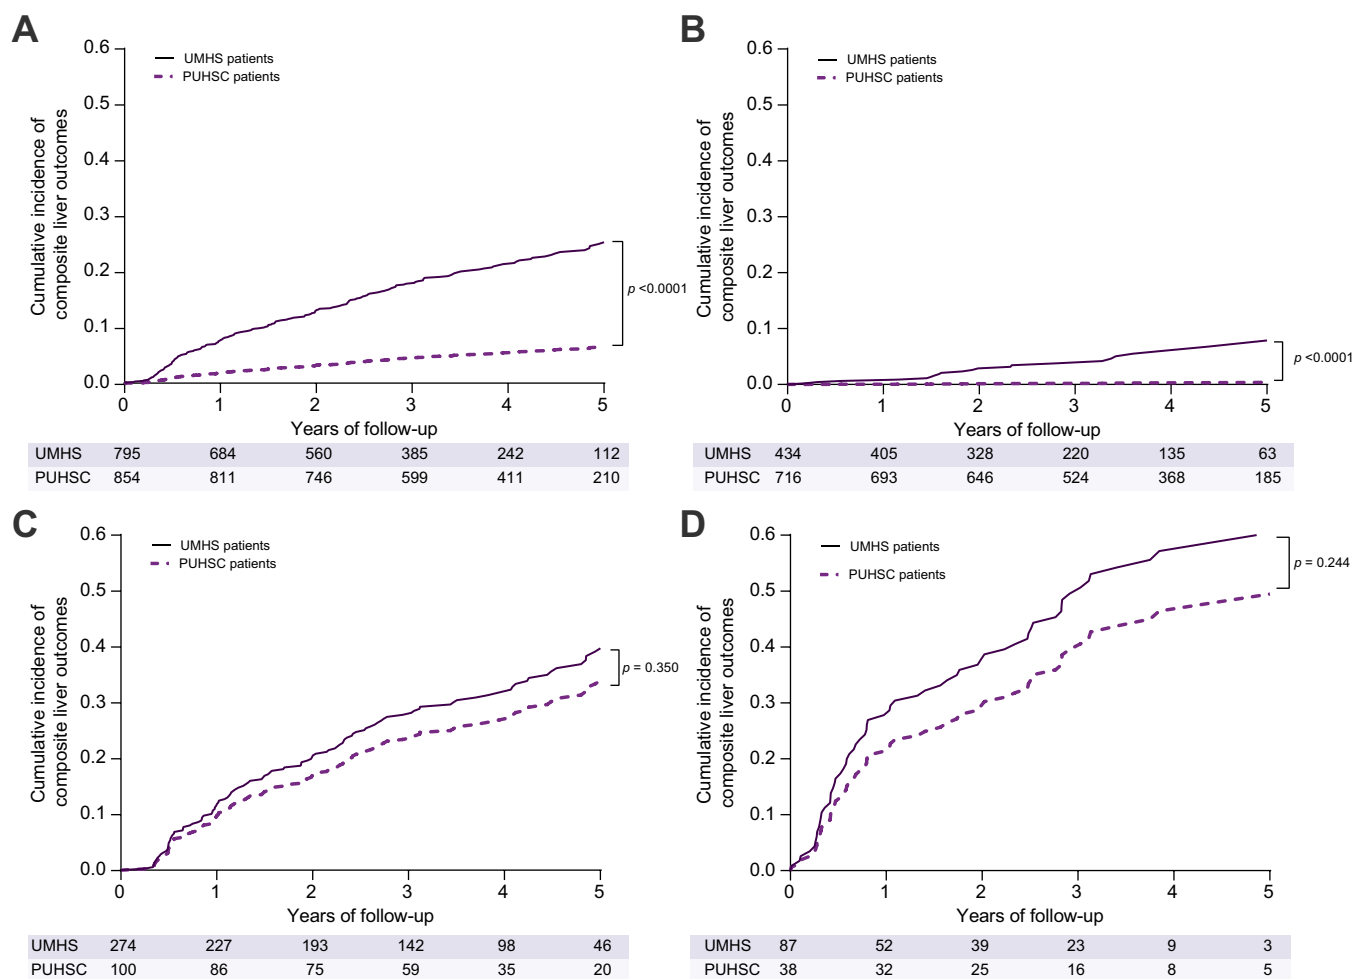 A
0.6
UMHS patients
PUHSC patients
0.5
0.4
0.3
0.2
0.1
0.0
Cumulative incidence of
composite liver outcomes
p <0.0001
0 1 2 3 4 5
Years of follow-up
UMHS 795 684 560 385 242 112
PUHSC 854 811 746 599 411 210
B
0.6
UMHS patients
PUHSC patients
0.5
0.4
0.3
0.2
0.1
0.0
Cumulative incidence of
composite liver outcomes
p <0.0001
0 1 2 3 4 5
Years of follow-up
UMHS 434 405 328 220 135 63
PUHSC 716 693 646 524 368 185
C
0.6
UMHS patients
PUHSC patients
0.5
0.4
0.3
0.2
0.1
0.0
Cumulative incidence of
composite liver outcomes
p = 0.350
0 1 2 3 4 5
Years of follow-up
UMHS 274 227 193 142 98 46
PUHSC 100 86 75 59 35 20
D
0.6
UMHS patients
PUHSC patients
0.5
0.4
0.3
0.2
0.1
0.0
Cumulative incidence of
composite liver outcomes
p = 0.244
0 1 2 3 4 5
Years of follow-up
UMHS 87 52 39 23 9 3
PUHSC 38 32 25 16 8 5